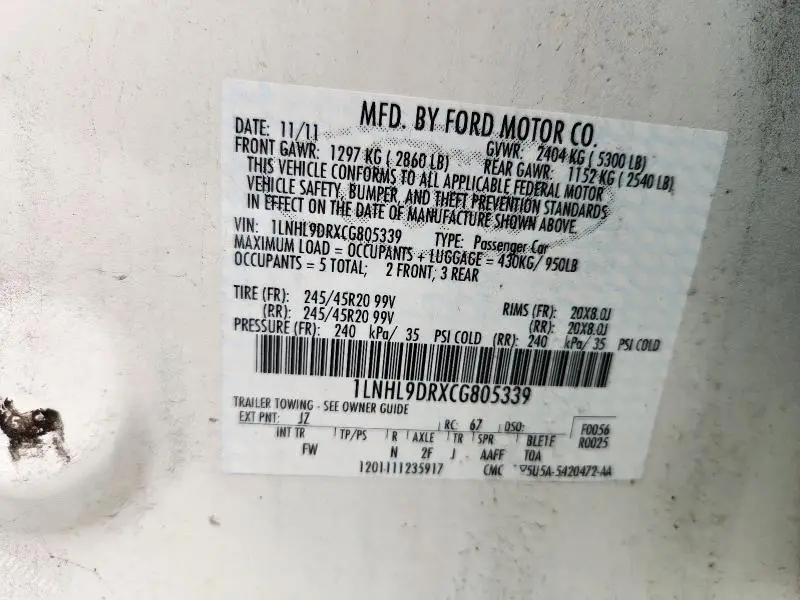 MFD. BY FORD MOTOR CO.
DATE: 11/11 GVWR: 2404 KG ( 5300 LB)
FRONT GAWR: 1297 KG ( 2860 LB) REAR GAWR: 1152 KG ( 2540 LB)
THIS VEHICLE CONFORMS TO ALL APPLICABLE FEDERAL MOTOR
VEHICLE SAFETY, BUMPER, AND THEFT PREVENTION STANDARDS
IN EFFECT ON THE DATE OF MANUFACTURE SHOWN ABOVE.
VIN: 1LNHL9DRXCG805339 TYPE: Passenger Car
MAXIMUM LOAD = OCCUPANTS + LUGGAGE = 430KG/ 950LB
OCCUPANTS = 5 TOTAL; 2 FRONT; 3 REAR
TIRE (FR): 245/45R20 99V RIMS (FR): 20X8.0J
(RR): 245/45R20 99V (RR): 20X8.0J
PRESSURE (FR): 240 kPa/ 35 PSI COLD (RR): 240 kPa/ 35 PSI COLD
1LNHL9DRXCG805339
TRAILER TOWING - SEE OWNER GUIDE
EXT PNT: JZ RC: 67 DSO: F0056
INT TR TP/PS R AXLE TR SPR R0025
FW N 2F J AAFF TOA
1201111235917 CMC 5U5A-5420472-AA